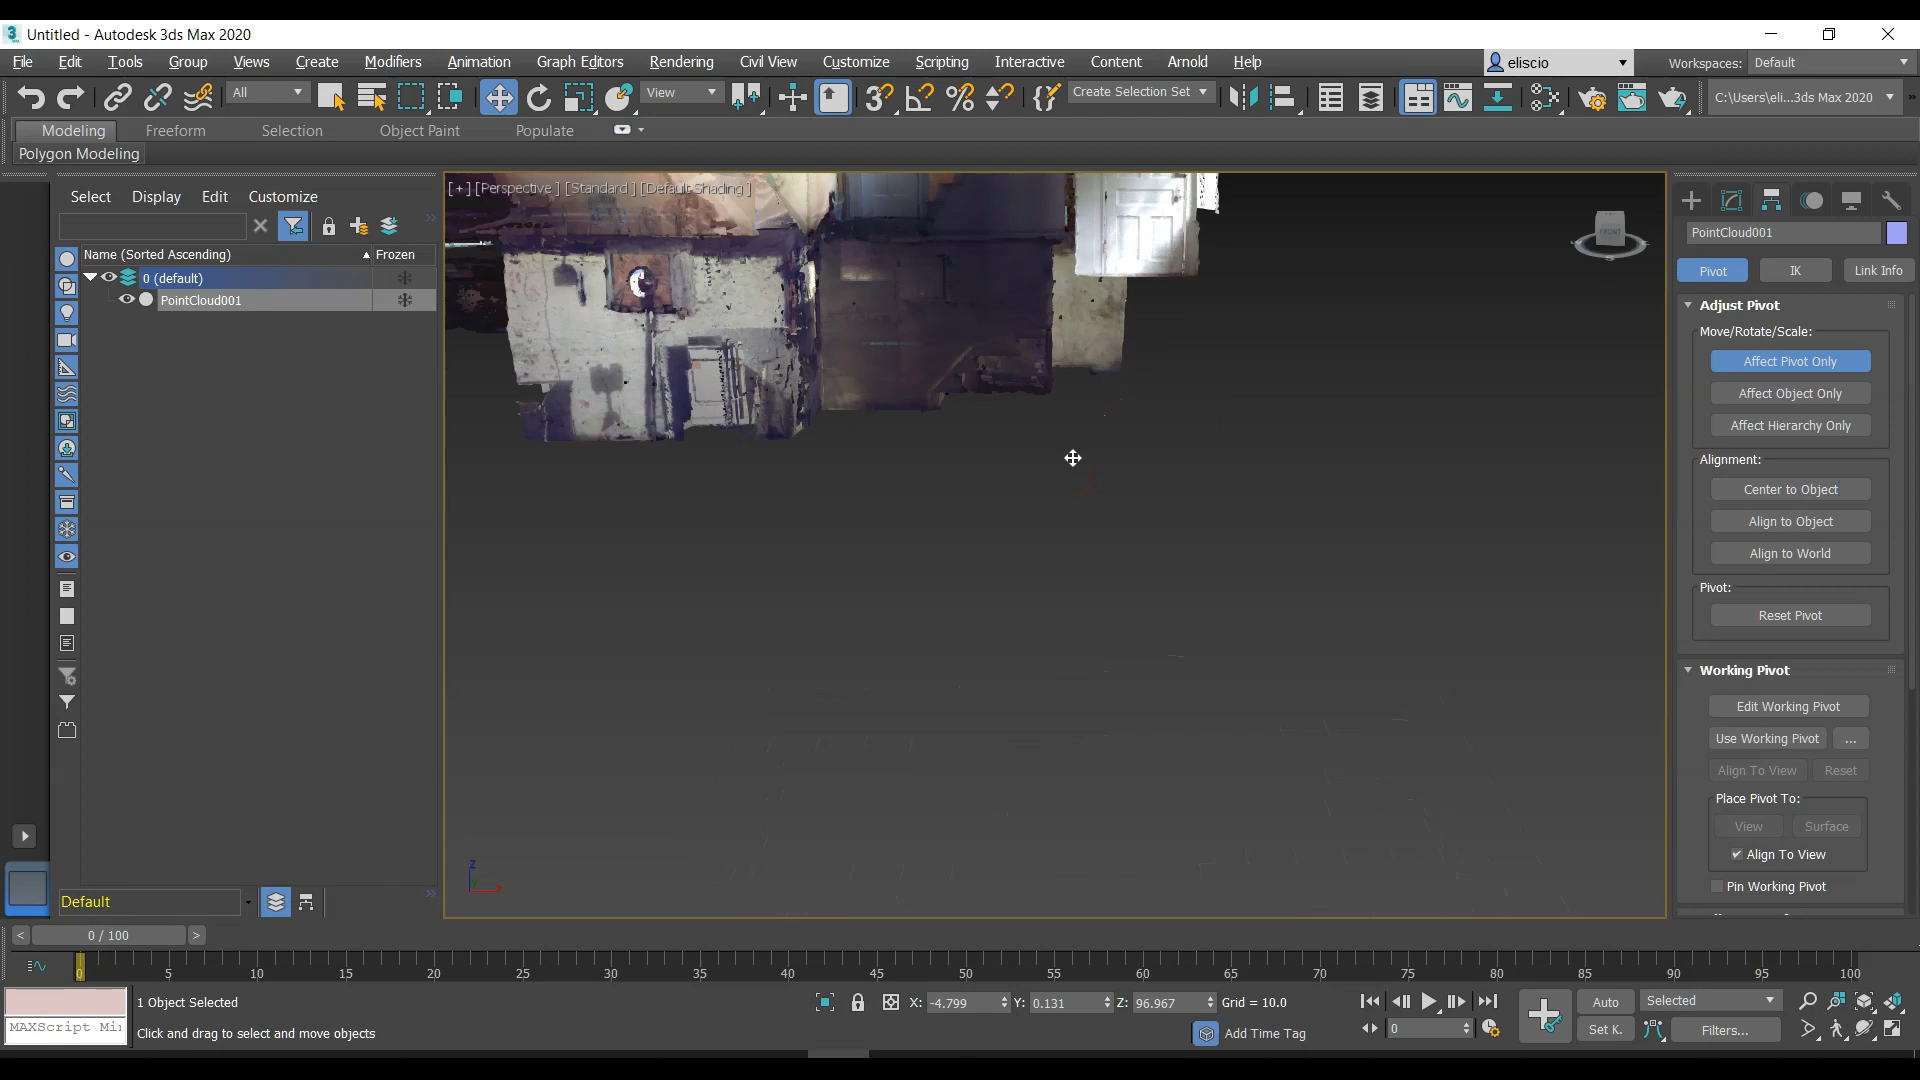 Untitled - Autodesk 3ds Max 2020
File Edit Tools Group Views Create Modifiers Animation Graph Editors Rendering Civil View Customize Scripting Interactive Content Arnold Help
eliscio
Workspaces: Default
All
View
Create Selection Set
C:\Users\eli...3ds Max 2020
Modeling Freeform Selection Object Paint Populate
Polygon Modeling
Select Display Edit Customize
Name (Sorted Ascending) Frozen
0 (default)
PointCloud001
[+] [Perspective ] [Standard ] [Default Shading ]
FRONT
PointCloud001
Pivot IK Link Info
Adjust Pivot
Move/Rotate/Scale:
Affect Pivot Only
Affect Object Only
Affect Hierarchy Only
Alignment:
Center to Object
Align to Object
Align to World
Pivot:
Reset Pivot
Working Pivot
Edit Working Pivot
Use Working Pivot ...
Align To View Reset
Place Pivot To:
View Surface
Align To View
Pin Working Pivot
z
Default
< 0 / 100 >
0 5 10 15 20 25 30 35 40 45 50 55 60 65 70 75 80 85 90 95 100
1 Object Selected
X: -4.799 Y: 0.131 Z: 96.967 Grid = 10.0
Auto Selected
MAXScript Mi
Click and drag to select and move objects
Add Time Tag
0
Set K. Filters...